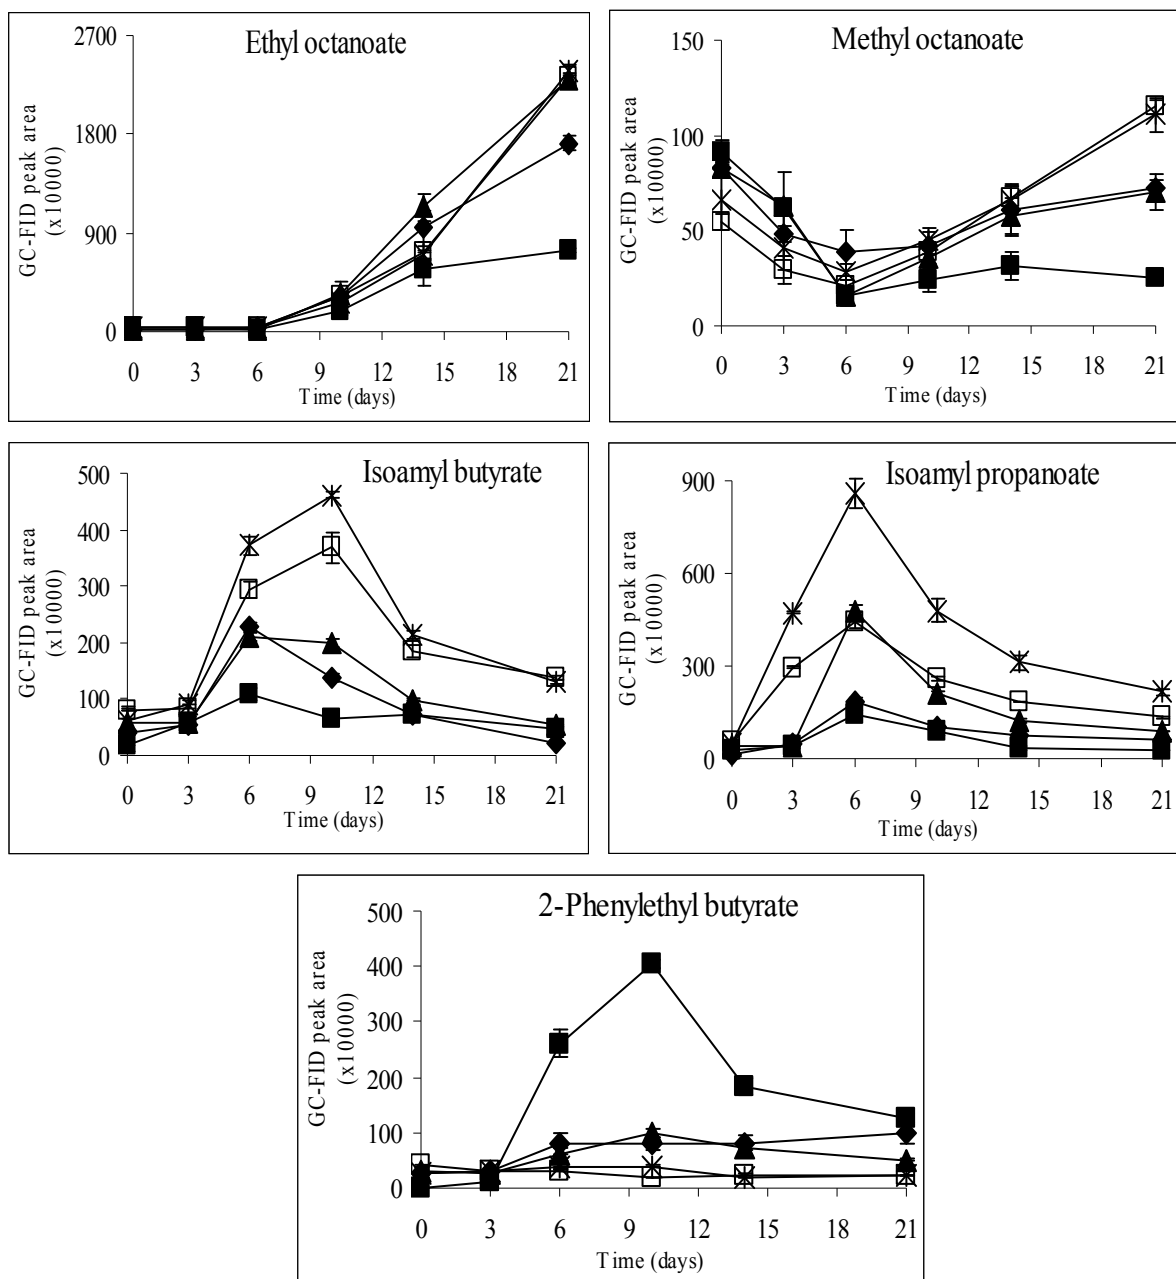 Ethyl octanoate
GC-FID peak area
(x10000)
2700
1800
900
0
0 3 6 9 12 15 18 21
Time (days)
Methyl octanoate
GC-FID peak area
(x10000)
150
100
50
0
0 3 6 9 12 15 18 21
Time (days)
Isoamyl butyrate
GC-FID peak area
(x10000)
500
400
300
200
100
0
0 3 6 9 12 15 18 21
Time (days)
Isoamyl propanoate
GC-FID peak area
(x10000)
900
600
300
0
0 3 6 9 12 15 18 21
Time (days)
2-Phenylethyl butyrate
GC-FID peak area
(x10000)
500
400
300
200
100
0
0 3 6 9 12 15 18 21
Time (days)